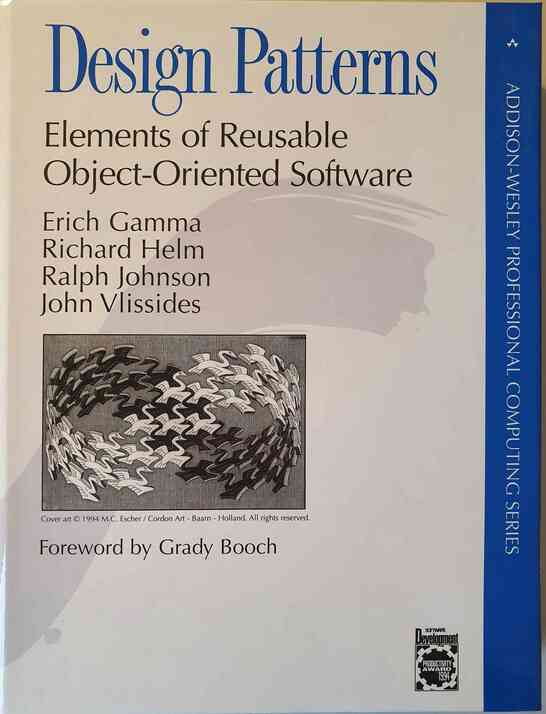 Design Patterns
Elements of Reusable
Object-Oriented Software
Erich Gamma
Richard Helm
Ralph Johnson
John Vlissides
Cover art © 1994 M.C. Escher / Cordon Art - Baarn - Holland. All rights reserved.
Foreword by Grady Booch
ADDISON-WESLEY PROFESSIONAL COMPUTING SERIES
SOFTWARE
Development
PRODUCTIVITY
AWARD
1994